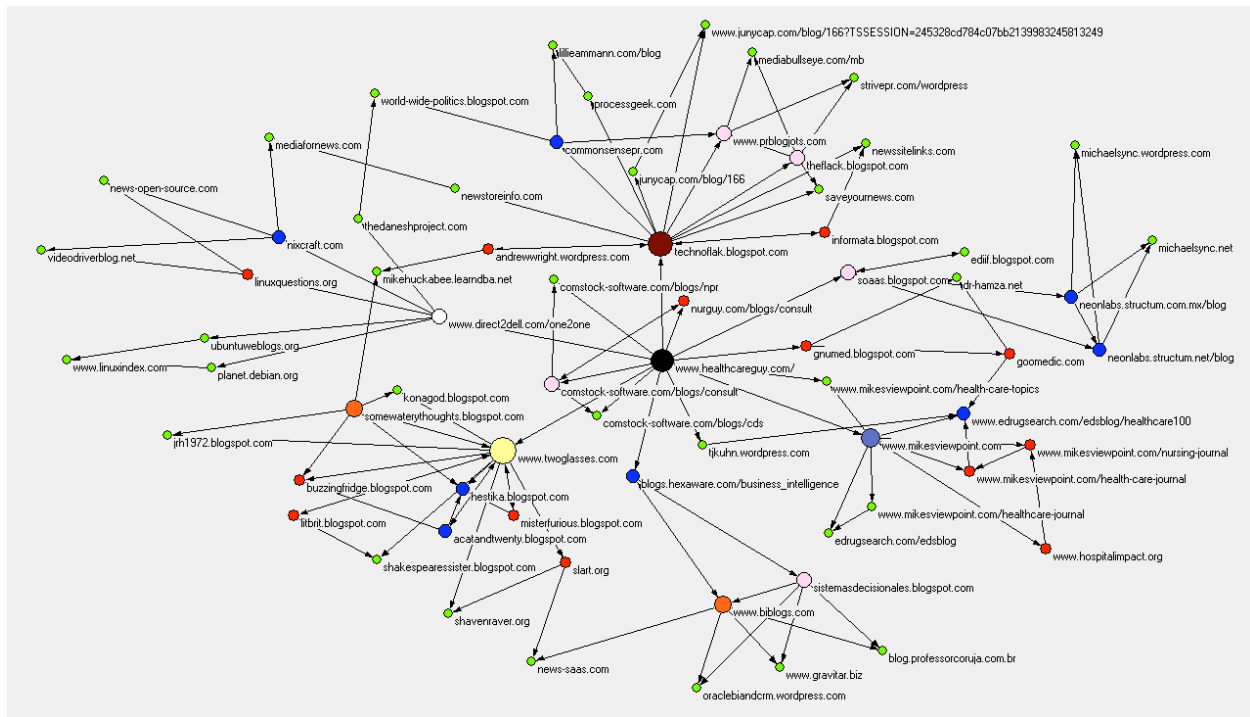 www.junycap.com/blog/166?TSSESSION=245328cd784c07bb2139983245813249
lillieammann.com/blog
mediabullseye.com/mb
strivepr.com/wordpress
world-wide-politics.blogspot.com
processgeek.com
mediafornews.com
commonsensepr.com
www.prblogjots.com
newssitelinks.com
michaelsync.wordpress.com
theflack.blogspot.com
junycap.com/blog/166
news-open-source.com
newstoreinfo.com
saveyournews.com
thedaneshproject.com
nixcraft.com
informata.blogspot.com
michaelsync.net
technoflak.blogspot.com
videodriverblog.net
andrewwright.wordpress.com
ediif.blogspot.com
mikehuckabee.learndba.net
linuxquestions.org
soaas.blogspot.com
dr-hamza.net
comstock-software.com/blogs/npr
neonlabs.structum.com.mx/blog
nurguy.com/blogs/consult
www.direct2dell.com/one2one
ubuntuweblogs.org
gnumed.blogspot.com
neonlabs.structum.net/blog
goomedic.com
www.linuxindex.com
www.healthcareguy.com/
planet.debian.org
www.mikesviewpoint.com/health-care-topics
comstock-software.com/blogs/consult
konagod.blogspot.com
somewaterythoughts.blogspot.com
comstock-software.com/blogs/cds
www.edrugsearch.com/edsblog/healthcare100
jrh1972.blogspot.com
www.mikesviewpoint.com
tjkuhn.wordpress.com
www.mikesviewpoint.com/nursing-journal
www.twoglasses.com
www.mikesviewpoint.com/health-care-journal
blogs.hexaware.com/business_intelligence
buzzingfridge.blogspot.com
hestika.blogspot.com
www.mikesviewpoint.com/healthcare-journal
litbrit.blogspot.com
misterfurious.blogspot.com
acatandtwenty.blogspot.com
edrugsearch.com/edsblog
www.hospitalimpact.org
shakespearessister.blogspot.com
slart.org
sistemasdecisionales.blogspot.com
www.biblogs.com
shavenraver.org
blog.professorcoruja.com.br
news-saas.com
www.gravitar.biz
oraclebiandcrm.wordpress.com